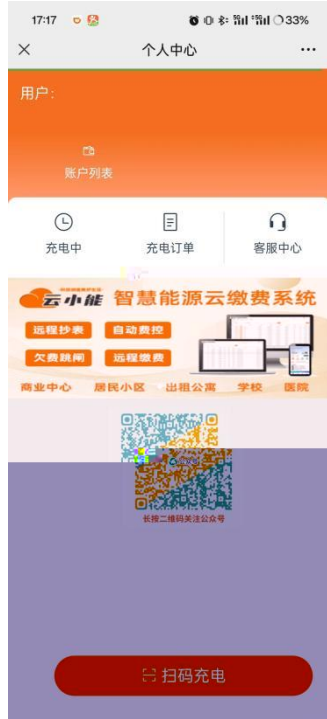 17:17 33%
个人中心
用户:
账户列表
充电中 充电订单 客服中心
云小能 智慧能源云缴费系统
远程抄表 自动费控
欠费跳闸 远程缴费
商业中心 居民小区 出租公寓 学校 医院
长按二维码关注公众号
扫码充电